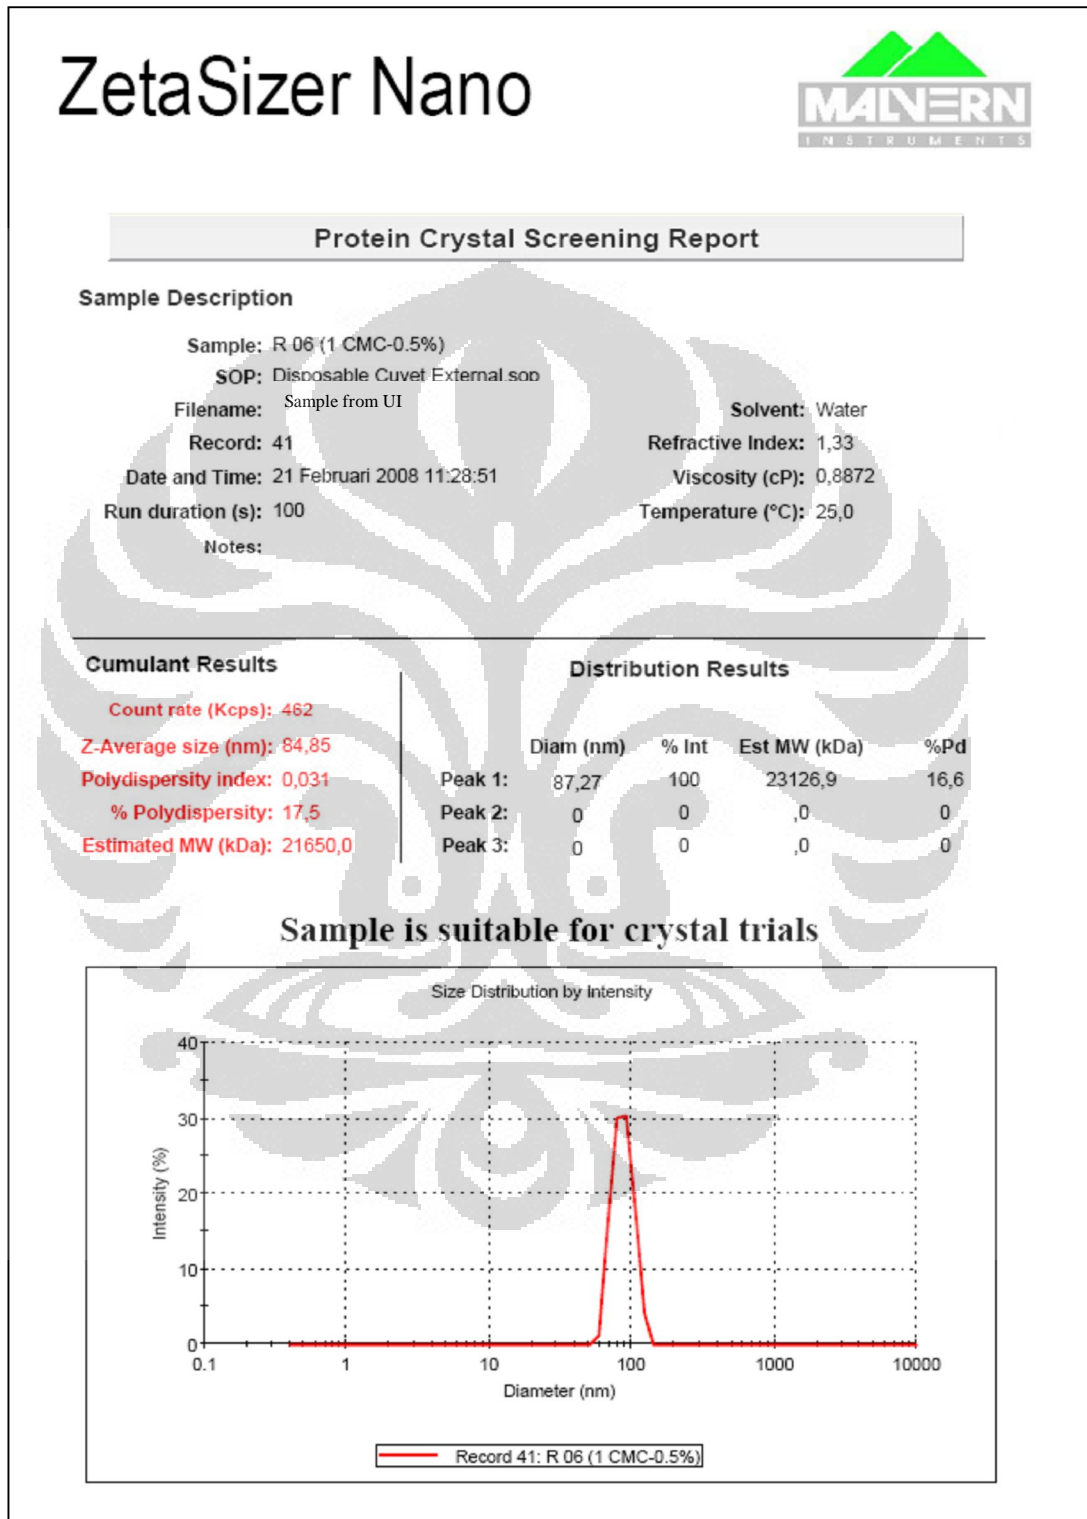 ZetaSizer Nano
MALVERN
INSTRUMENTS
Protein Crystal Screening Report
Sample Description
Sample: R 06 (1 CMC-0.5%)
SOP: Disposable Cuvet External.sop
Filename: Sample from UI
Solvent: Water
Record: 41
Refractive Index: 1,33
Date and Time: 21 Februari 2008 11:28:51
Viscosity (cP): 0,8872
Run duration (s): 100
Temperature (°C): 25,0
Notes:
Cumulant Results
Count rate (Kcps): 462
Z-Average size (nm): 84,85
Polydispersity index: 0,031
% Polydispersity: 17,5
Estimated MW (kDa): 21650,0
Distribution Results
Diam (nm) % Int Est MW (kDa) %Pd
Peak 1: 87,27 100 23126,9 16,6
Peak 2: 0 0 ,0 0
Peak 3: 0 0 ,0 0
Sample is suitable for crystal trials
Size Distribution by Intensity
40
30
20
10
0
Intensity (%)
0.1 1 10 100 1000 10000
Diameter (nm)
Record 41: R 06 (1 CMC-0.5%)